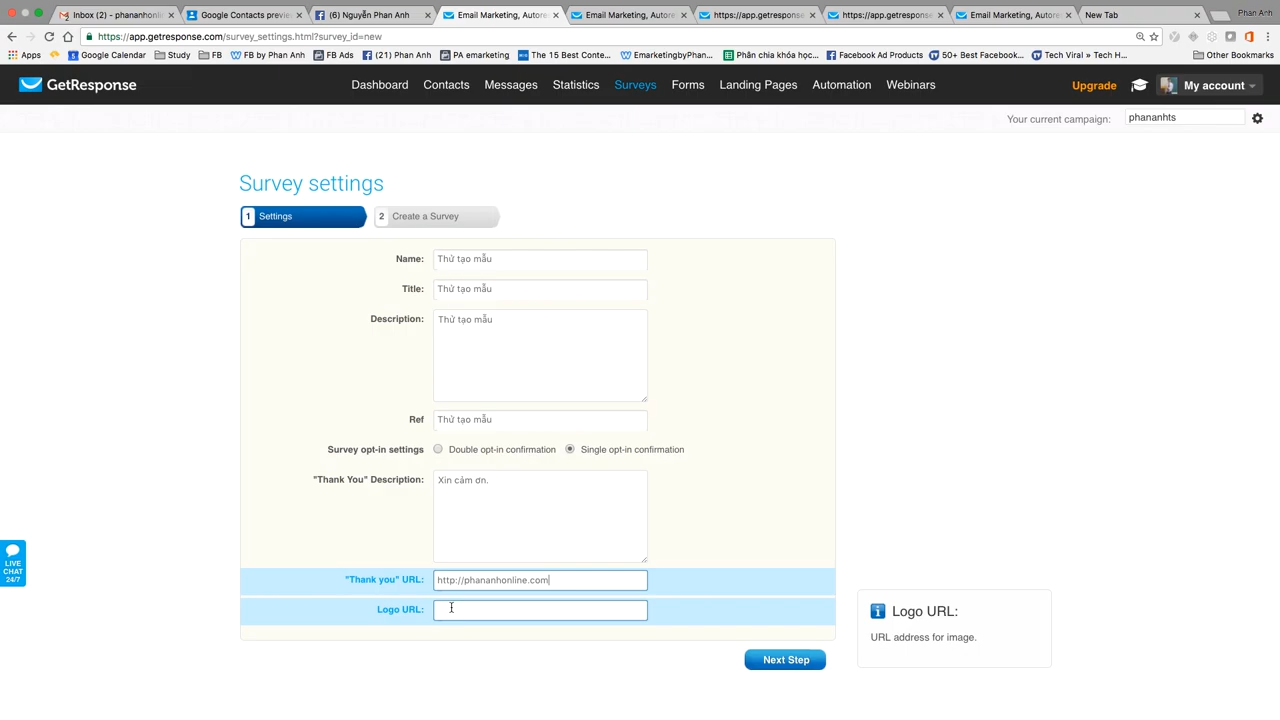 Inbox (2) - phananhonlin
Google Contacts preview
(6) Nguyễn Phan Anh
Email Marketing, Autore
Email Marketing, Autore
https://app.getresponse
https://app.getresponse
Email Marketing, Autore
New Tab
Phan Anh
https://app.getresponse.com/survey_settings.html?survey_id=new
Apps
Google Calendar
Study
FB
FB by Phan Anh
FB Ads
(21) Phan Anh
PA emarketing
The 15 Best Conte...
EmarketingbyPhan...
Phân chia khóa học...
Facebook Ad Products
50+ Best Facebook...
Tech Viral » Tech H...
Other Bookmarks
GetResponse
Dashboard
Contacts
Messages
Statistics
Surveys
Forms
Landing Pages
Automation
Webinars
Upgrade
My account
Your current campaign:
phananhts
Survey settings
1 Settings
2 Create a Survey
Name: Thử tạo mẫu
Title: Thử tạo mẫu
Description: Thử tạo mẫu
Ref Thử tạo mẫu
Survey opt-in settings Double opt-in confirmation Single opt-in confirmation
"Thank You" Description: Xin cảm ơn.
"Thank you" URL: http://phananhonline.com
Logo URL:
Logo URL:
URL address for image.
Next Step
LIVE
CHAT
24/7